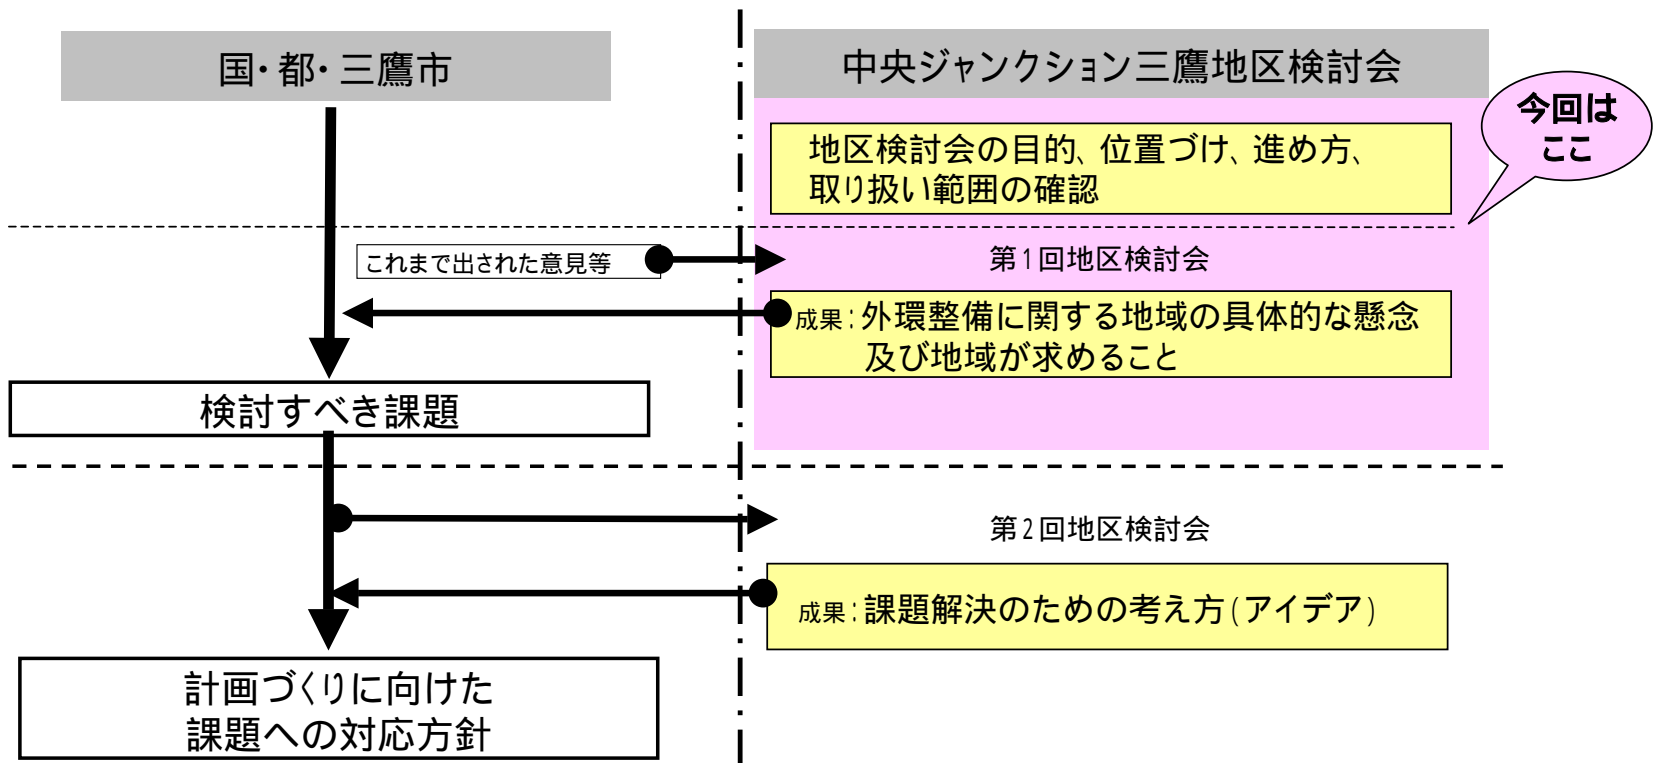 国・都・三鷹市
中央ジャンクション三鷹地区検討会
今回は
ここ
地区検討会の目的、位置づけ、進め方、
取り扱い範囲の確認
これまで出された意見等
第1回地区検討会
成果：外環整備に関する地域の具体的な懸念
及び地域が求めること
検討すべき課題
第2回地区検討会
成果：課題解決のための考え方(アイデア)
計画づくりに向けた
課題への対応方針